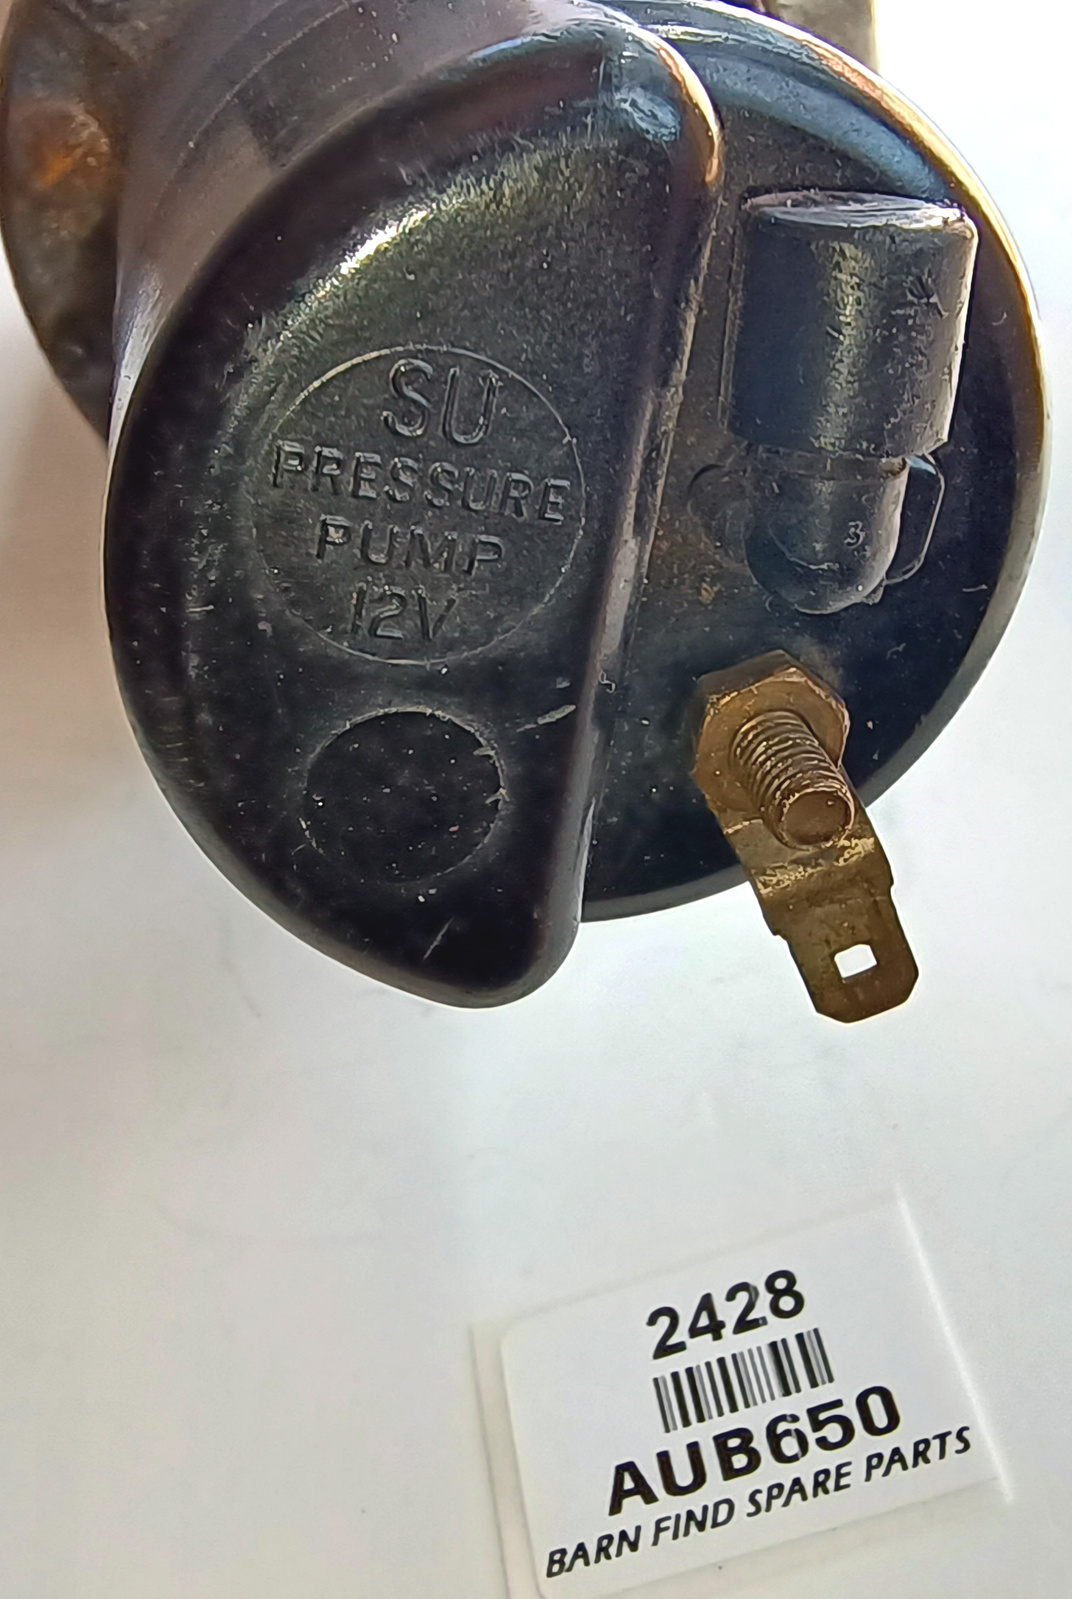 SU
PRESSURE
PUMP
12V
3
2428
AUB650
BARN FIND SPARE PARTS